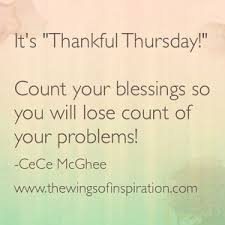 It's "Thankful Thursday!"
Count your blessings so
you will lose count of
your problems!
-CeCe McGhee
www.thewingsofinspiration.com